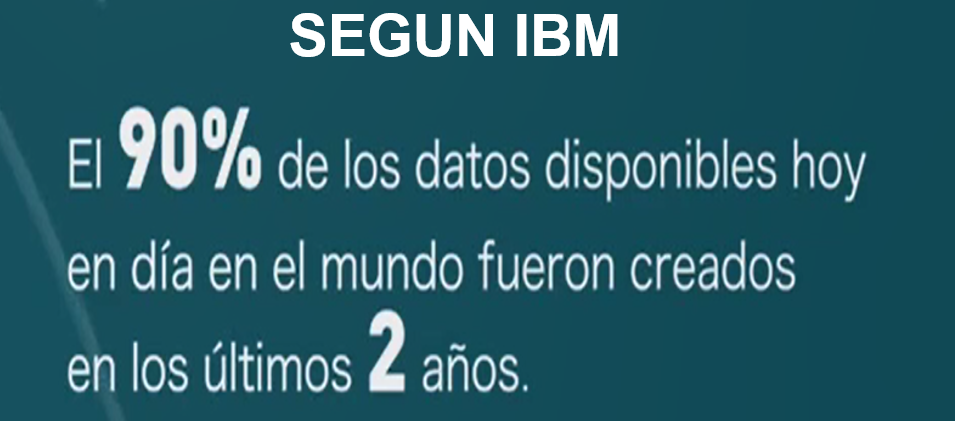 SEGUN IBM
El 90% de los datos disponibles hoy
en día en el mundo fueron creados
en los últimos 2 años.